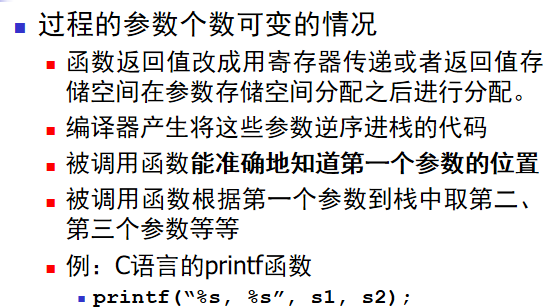 过程的参数个数可变的情况
函数返回值改成用寄存器传递或者返回值存
储空间在参数存储空间分配之后进行分配。
编译器产生将这些参数逆序进栈的代码
被调用函数能准确地知道第一个参数的位置
被调用函数根据第一个参数到栈中取第二、
第三个参数等等
例：C语言的printf函数
printf(“%s, %s”, s1, s2);